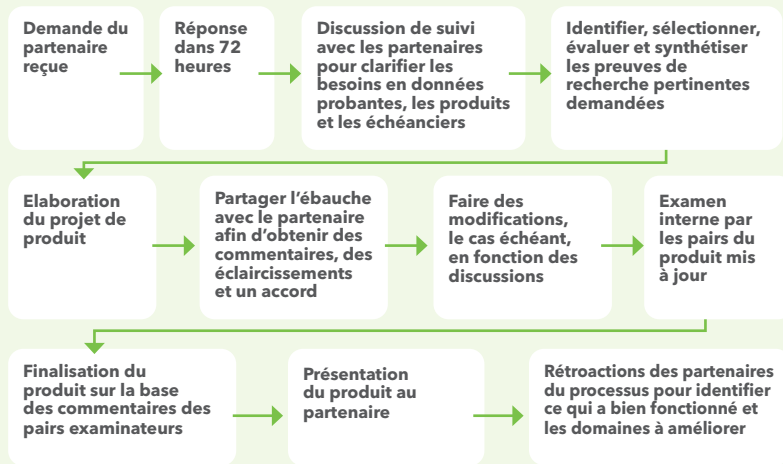 Demande du
partenaire
reçue
Réponse
dans 72
heures
Discussion de suivi
avec les partenaires
pour clarifier les
besoins en données
probantes, les produits
et les échéanciers
Identifier, sélectionner,
évaluer et synthétiser
les preuves de
recherche pertinentes
demandées
Elaboration
du projet de
produit
Partager l’ébauche
avec le partenaire
afin d’obtenir des
commentaires, des
éclaircissements
et un accord
Faire des
modifications,
le cas échéant,
en fonction des
discussions
Examen
interne par
les pairs du
produit mis
à jour
Finalisation du
produit sur la base
des commentaires des
pairs examinateurs
Présentation
du produit au
partenaire
Rétroactions des partenaires
du processus pour identifier
ce qui a bien fonctionné et
les domaines à améliorer